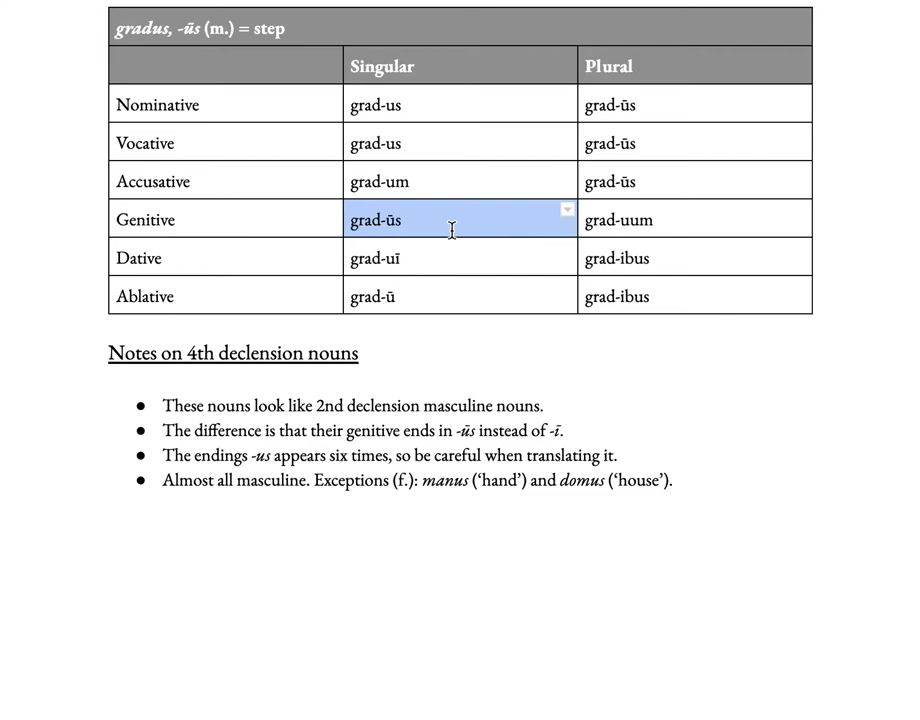 gradus, -ūs (m.) = step
Singular Plural
Nominative grad-us grad-ūs
Vocative grad-us grad-ūs
Accusative grad-um grad-ūs
Genitive grad-ūs grad-uum
Dative grad-uī grad-ibus
Ablative grad-ū grad-ibus
Notes on 4th declension nouns
● These nouns look like 2nd declension masculine nouns.
● The difference is that their genitive ends in -ūs instead of -ī.
● The endings -us appears six times, so be careful when translating it.
● Almost all masculine. Exceptions (f.): manus (‘hand’) and domus (‘house’).